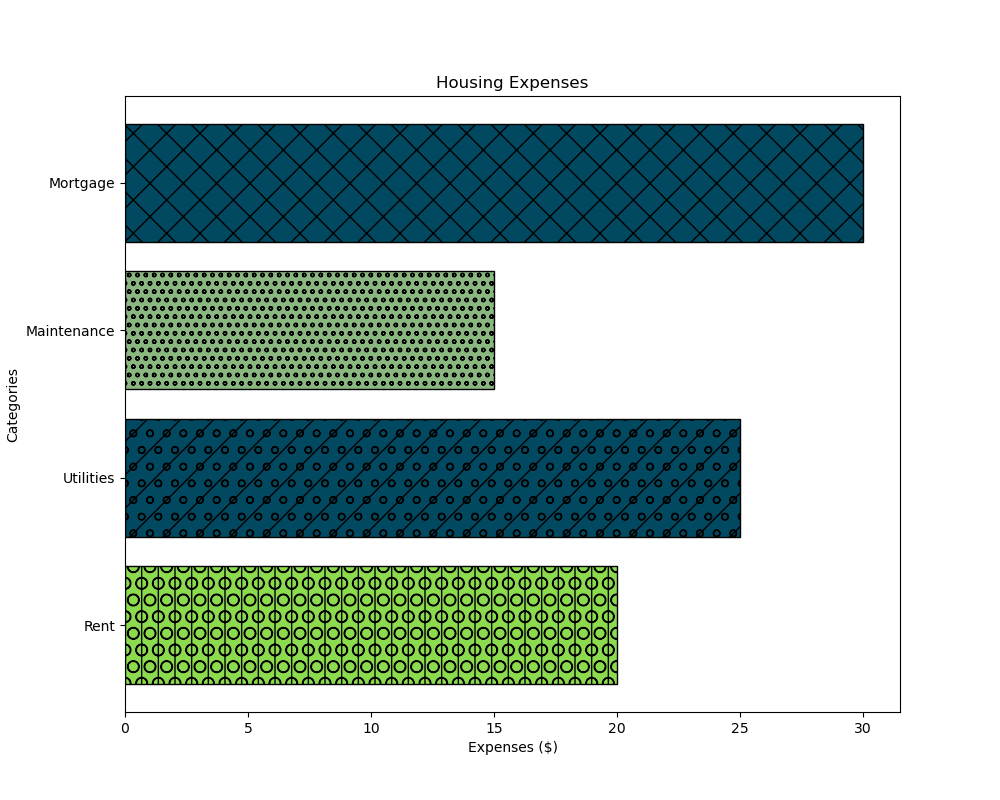 Housing Expenses
Mortgage
Maintenance
Categories
Utilities
Rent
0 5 10 15 20 25 30
Expenses ($)